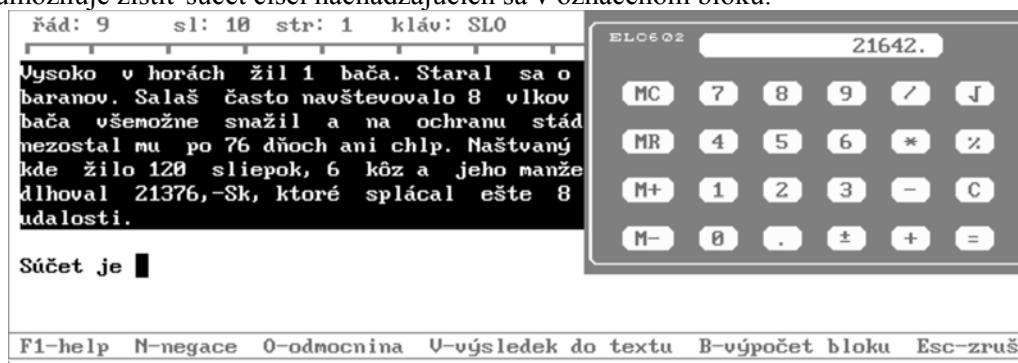 umožňuje zistiť súčet čísel nachádzajúcich sa v označenom bloku.
řád: 9 sl: 10 str: 1 kláv: SLO
ELC602 21642.
Vysoko v horách žil 1 bača. Staral sa o
baranov. Salaš často navštevovalo 8 vlkov
bača všemožne snažil a na ochranu stád
nezostal mu po 76 dňoch ani chlp. Naštvaný
kde žilo 120 sliepok, 6 kôz a jeho manže
dlhoval 21376,-Sk, ktoré splácal ešte 8
udalosti.
MC 7 8 9 / √
MR 4 5 6 * %
M+ 1 2 3 - C
M- 0 . ± + =
Súčet je
F1-help N-negace O-odmocnina V-výsledek do textu B-výpočet bloku Esc-zruš